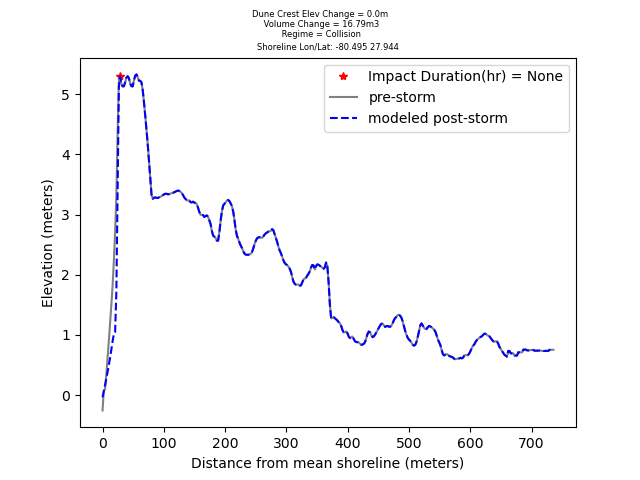 Dune Crest Elev Change = 0.0m
Volume Change = 16.79m3
Regime = Collision
Shoreline Lon/Lat: -80.495 27.944
Impact Duration(hr) = None
pre-storm
modeled post-storm
Elevation (meters)
5
4
3
2
1
0
0 100 200 300 400 500 600 700
Distance from mean shoreline (meters)